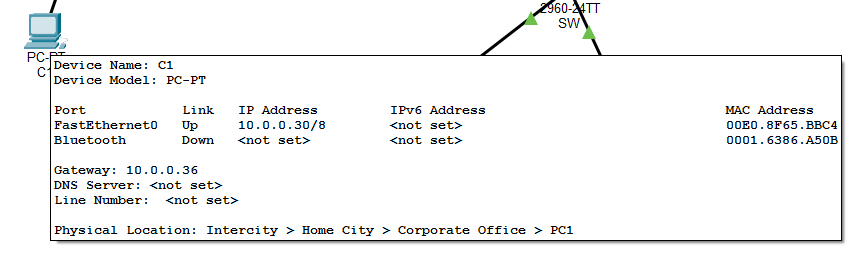 2960-24TT
SW
PC-PT
C1
Device Name: C1
Device Model: PC-PT
Port Link IP Address IPv6 Address MAC Address
FastEthernet0 Up 10.0.0.30/8 <not set> 00E0.8F65.BBC4
Bluetooth Down <not set> <not set> 0001.6386.A50B
Gateway: 10.0.0.36
DNS Server: <not set>
Line Number: <not set>
Physical Location: Intercity > Home City > Corporate Office > PC1